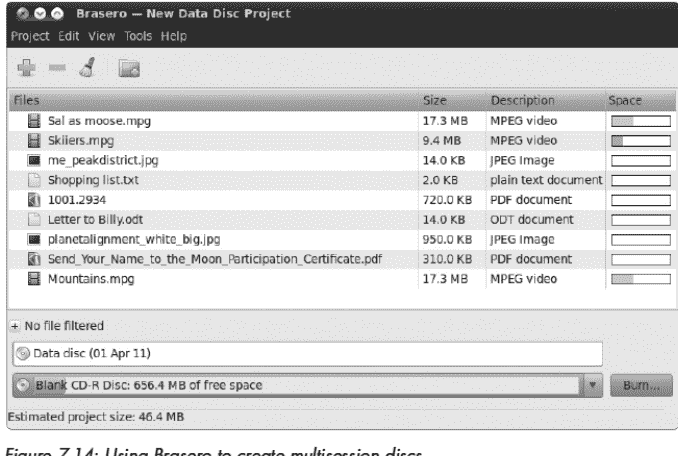 Brasero — New Data Disc Project
Project Edit View Tools Help
Files Size Description Space
Sal as moose.mpg 17.3 MB MPEG video
Skiiers.mpg 9.4 MB MPEG video
me_peakdistrict.jpg 14.0 KB JPEG Image
Shopping list.txt 2.0 KB plain text document
1001.2934 720.0 KB PDF document
Letter to Billy.odt 14.0 KB ODT document
planetalignment_white_big.jpg 950.0 KB JPEG Image
Send_Your_Name_to_the_Moon_Participation_Certificate.pdf 310.0 KB PDF document
Mountains.mpg 17.3 MB MPEG video
No file filtered
Data disc (01 Apr 11)
Blank CD-R Disc: 656.4 MB of free space Burn...
Estimated project size: 46.4 MB
Figure 7.14: Using Brasero to create multisession discs